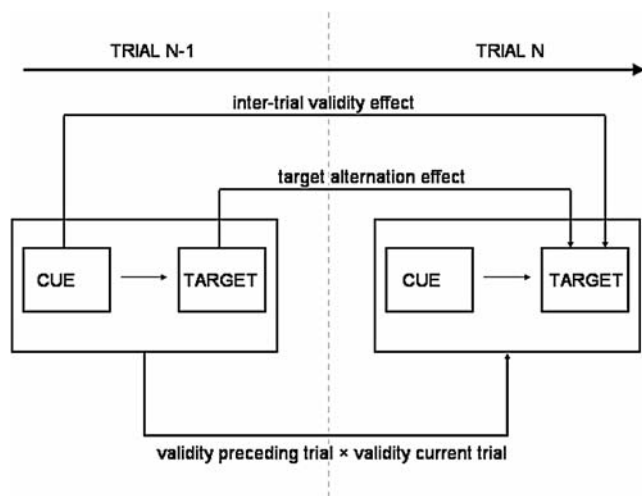 TRIAL N-1
TRIAL N
inter-trial validity effect
target alternation effect
CUE
TARGET
CUE
TARGET
validity preceding trial × validity current trial